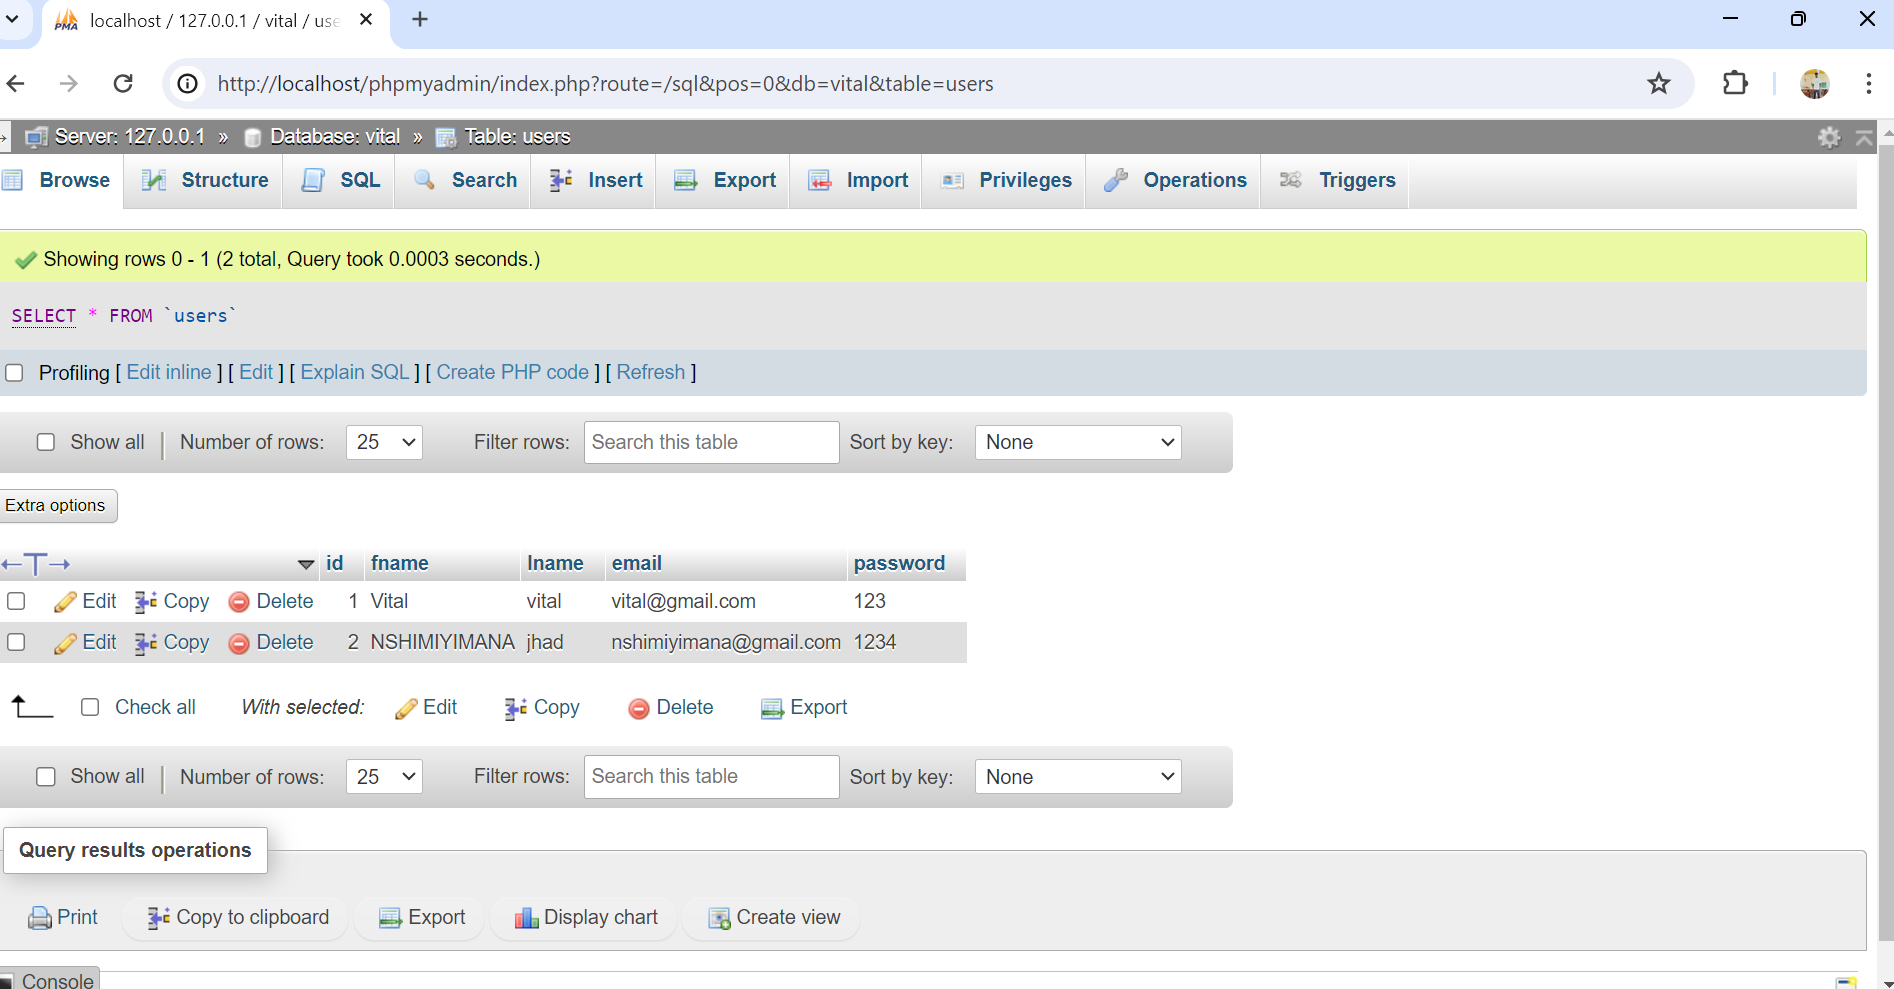 PMA localhost / 127.0.0.1 / vital / use
http://localhost/phpmyadmin/index.php?route=/sql&pos=0&db=vital&table=users
Server: 127.0.0.1 » Database: vital » Table: users
Browse Structure SQL Search Insert Export Import Privileges Operations Triggers
Showing rows 0 - 1 (2 total, Query took 0.0003 seconds.)
SELECT * FROM `users`
Profiling [ Edit inline ] [ Edit ] [ Explain SQL ] [ Create PHP code ] [ Refresh ]
Show all Number of rows: 25 Filter rows: Search this table Sort by key: None
Extra options
id fname lname email password
Edit Copy Delete 1 Vital vital vital@gmail.com 123
Edit Copy Delete 2 NSHIMIYIMANA jhad nshimiyimana@gmail.com 1234
Check all With selected: Edit Copy Delete Export
Show all Number of rows: 25 Filter rows: Search this table Sort by key: None
Query results operations
Print Copy to clipboard Export Display chart Create view
Console